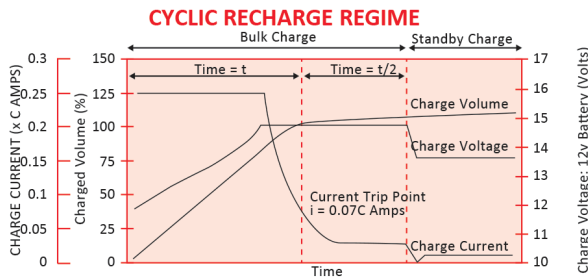 CYCLIC RECHARGE REGIME
Bulk Charge
Standby Charge
0.3
150
17
Time = t
Time = t/2
0.25
125
16
Charge Volume
15
0.2
100
Charge Voltage
14
0.15
75
13
Current Trip Point
i = 0.07C Amps
0.1
50
12
0.05
25
Charge Current
11
0
0
10
Time
CHARGE CURRENT (x C AMPS)
Charged Volume (%)
Charge Voltage: 12v Battery (Volts)